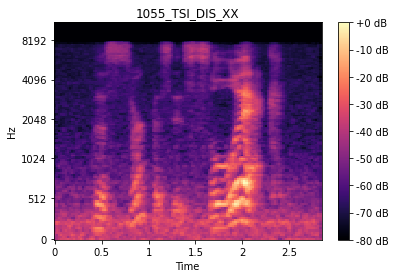 1055_TSI_DIS_XX
+0 dB
8192
-10 dB
4096
-20 dB
-30 dB
2048
Hz
-40 dB
1024
-50 dB
512
-60 dB
-70 dB
0
-80 dB
0 0.5 1 1.5 2 2.5
Time